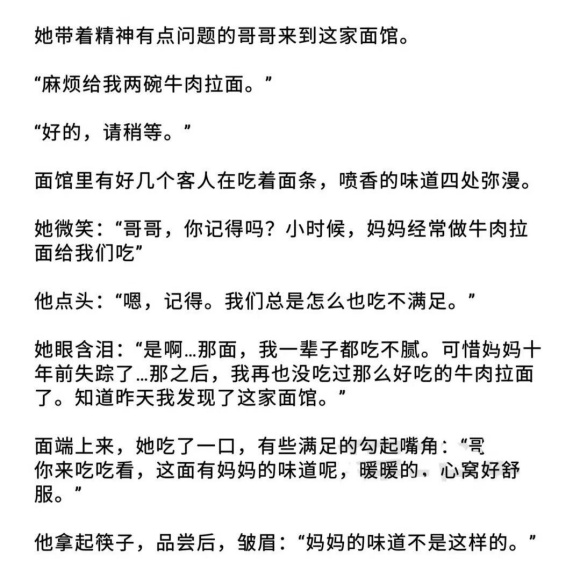 她带着精神有点问题的哥哥来到这家面馆。
“麻烦给我两碗牛肉拉面。”
“好的，请稍等。”
面馆里有好几个客人在吃着面条，喷香的味道四处弥漫。
她微笑：“哥哥，你记得吗？小时候，妈妈经常做牛肉拉
面给我们吃”
他点头：“嗯，记得。我们总是怎么也吃不满足。”
她眼含泪：“是啊…那面，我一辈子都吃不腻。可惜妈妈十
年前失踪了…那之后，我再也没吃过那么好吃的牛肉拉面
了。知道昨天我发现了这家面馆。”
面端上来，她吃了一口，有些满足的勾起嘴角：“哥
你来吃吃看，这面有妈妈的味道呢，暖暖的，心窝好舒
服。”
他拿起筷子，品尝后，皱眉：“妈妈的味道不是这样的。”